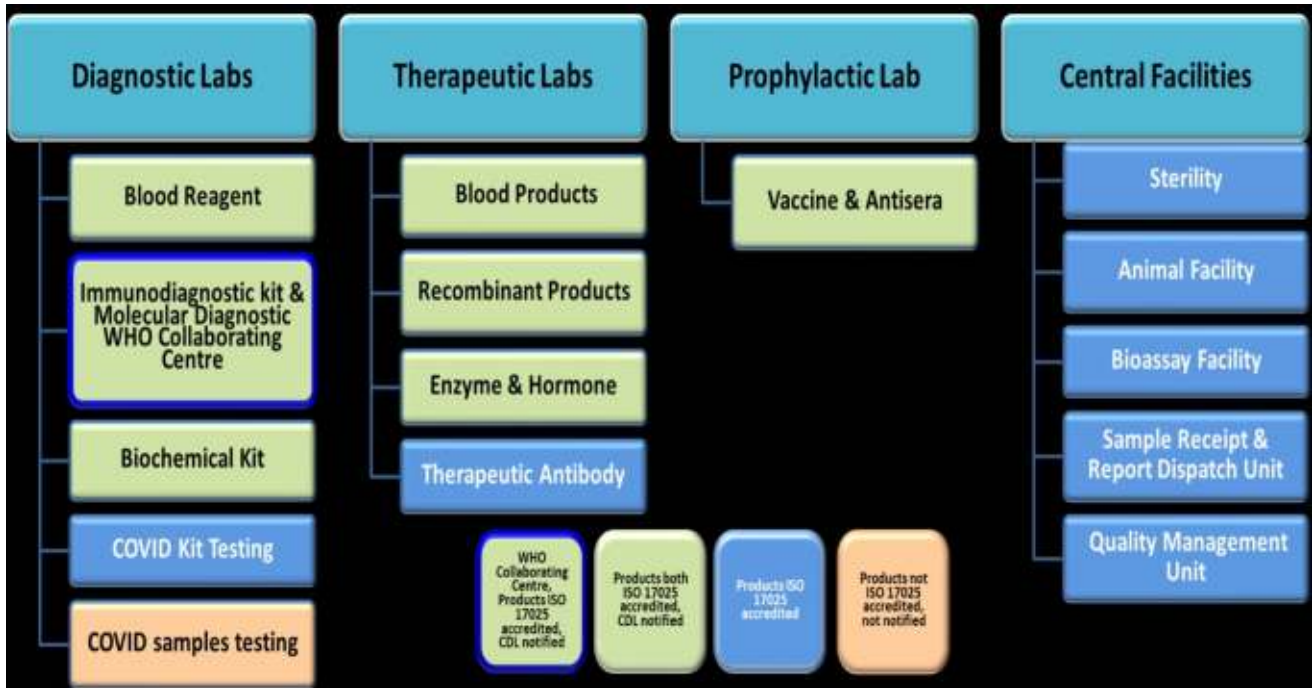 Diagnostic Labs
Blood Reagent
Immunodiagnostic kit &
Molecular Diagnostic
WHO Collaborating
Centre
Biochemical Kit
COVID Kit Testing
COVID samples testing
Therapeutic Labs
Blood Products
Recombinant Products
Enzyme & Hormone
Therapeutic Antibody
Prophylactic Lab
Vaccine & Antisera
Central Facilities
Sterility
Animal Facility
Bioassay Facility
Sample Receipt &
Report Dispatch Unit
Quality Management
Unit
WHO
Collaborating
Centre,
Products ISO
17025
accredited,
CDL notified
Products both
ISO 17025
accredited,
CDL notified
Products ISO
17025
accredited
Products not
ISO 17025
accredited,
not notified